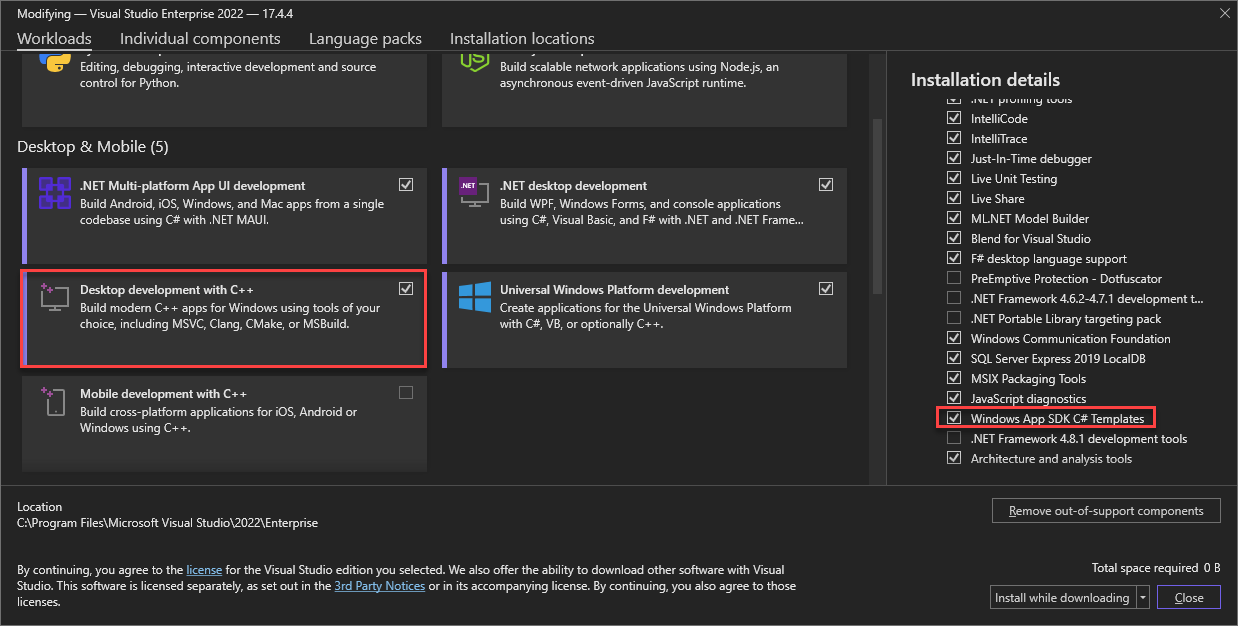 Modifying — Visual Studio Enterprise 2022 — 17.4.4
Workloads
Individual components
Language packs
Installation locations
Editing, debugging, interactive development and source
control for Python.
Build scalable network applications using Node.js, an
asynchronous event-driven JavaScript runtime.
Desktop & Mobile (5)
.NET Multi-platform App UI development
Build Android, iOS, Windows, and Mac apps from a single
codebase using C# with .NET MAUI.
.NET
.NET desktop development
Build WPF, Windows Forms, and console applications
using C#, Visual Basic, and F# with .NET and .NET Frame...
Desktop development with C++
Build modern C++ apps for Windows using tools of your
choice, including MSVC, Clang, CMake, or MSBuild.
Universal Windows Platform development
Create applications for the Universal Windows Platform
with C#, VB, or optionally C++.
Mobile development with C++
Build cross-platform applications for iOS, Android or
Windows using C++.
Installation details
.NET profiling tools
IntelliCode
IntelliTrace
Just-In-Time debugger
Live Unit Testing
Live Share
ML.NET Model Builder
Blend for Visual Studio
F# desktop language support
PreEmptive Protection - Dotfuscator
.NET Framework 4.6.2-4.7.1 development t...
.NET Portable Library targeting pack
Windows Communication Foundation
SQL Server Express 2019 LocalDB
MSIX Packaging Tools
JavaScript diagnostics
Windows App SDK C# Templates
.NET Framework 4.8.1 development tools
Architecture and analysis tools
Location
C:\Program Files\Microsoft Visual Studio\2022\Enterprise
Remove out-of-support components
By continuing, you agree to the license for the Visual Studio edition you selected. We also offer the ability to download other software with Visual
Studio. This software is licensed separately, as set out in the 3rd Party Notices or in its accompanying license. By continuing, you also agree to those
licenses.
Total space required 0 B
Install while downloading
Close